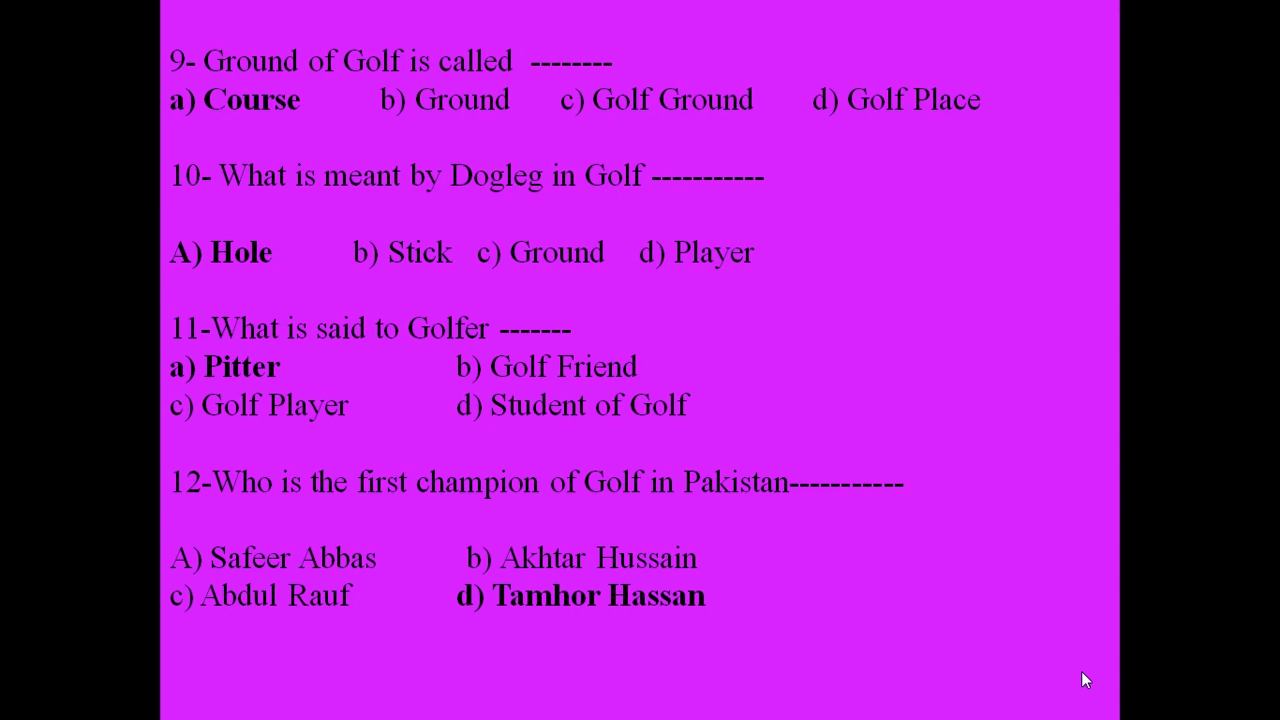 9- Ground of Golf is called --------
a) Course b) Ground c) Golf Ground d) Golf Place
10- What is meant by Dogleg in Golf -----------
A) Hole b) Stick c) Ground d) Player
11-What is said to Golfer -------
a) Pitter b) Golf Friend
c) Golf Player d) Student of Golf
12-Who is the first champion of Golf in Pakistan-----------
A) Safeer Abbas b) Akhtar Hussain
c) Abdul Rauf d) Tamhor Hassan